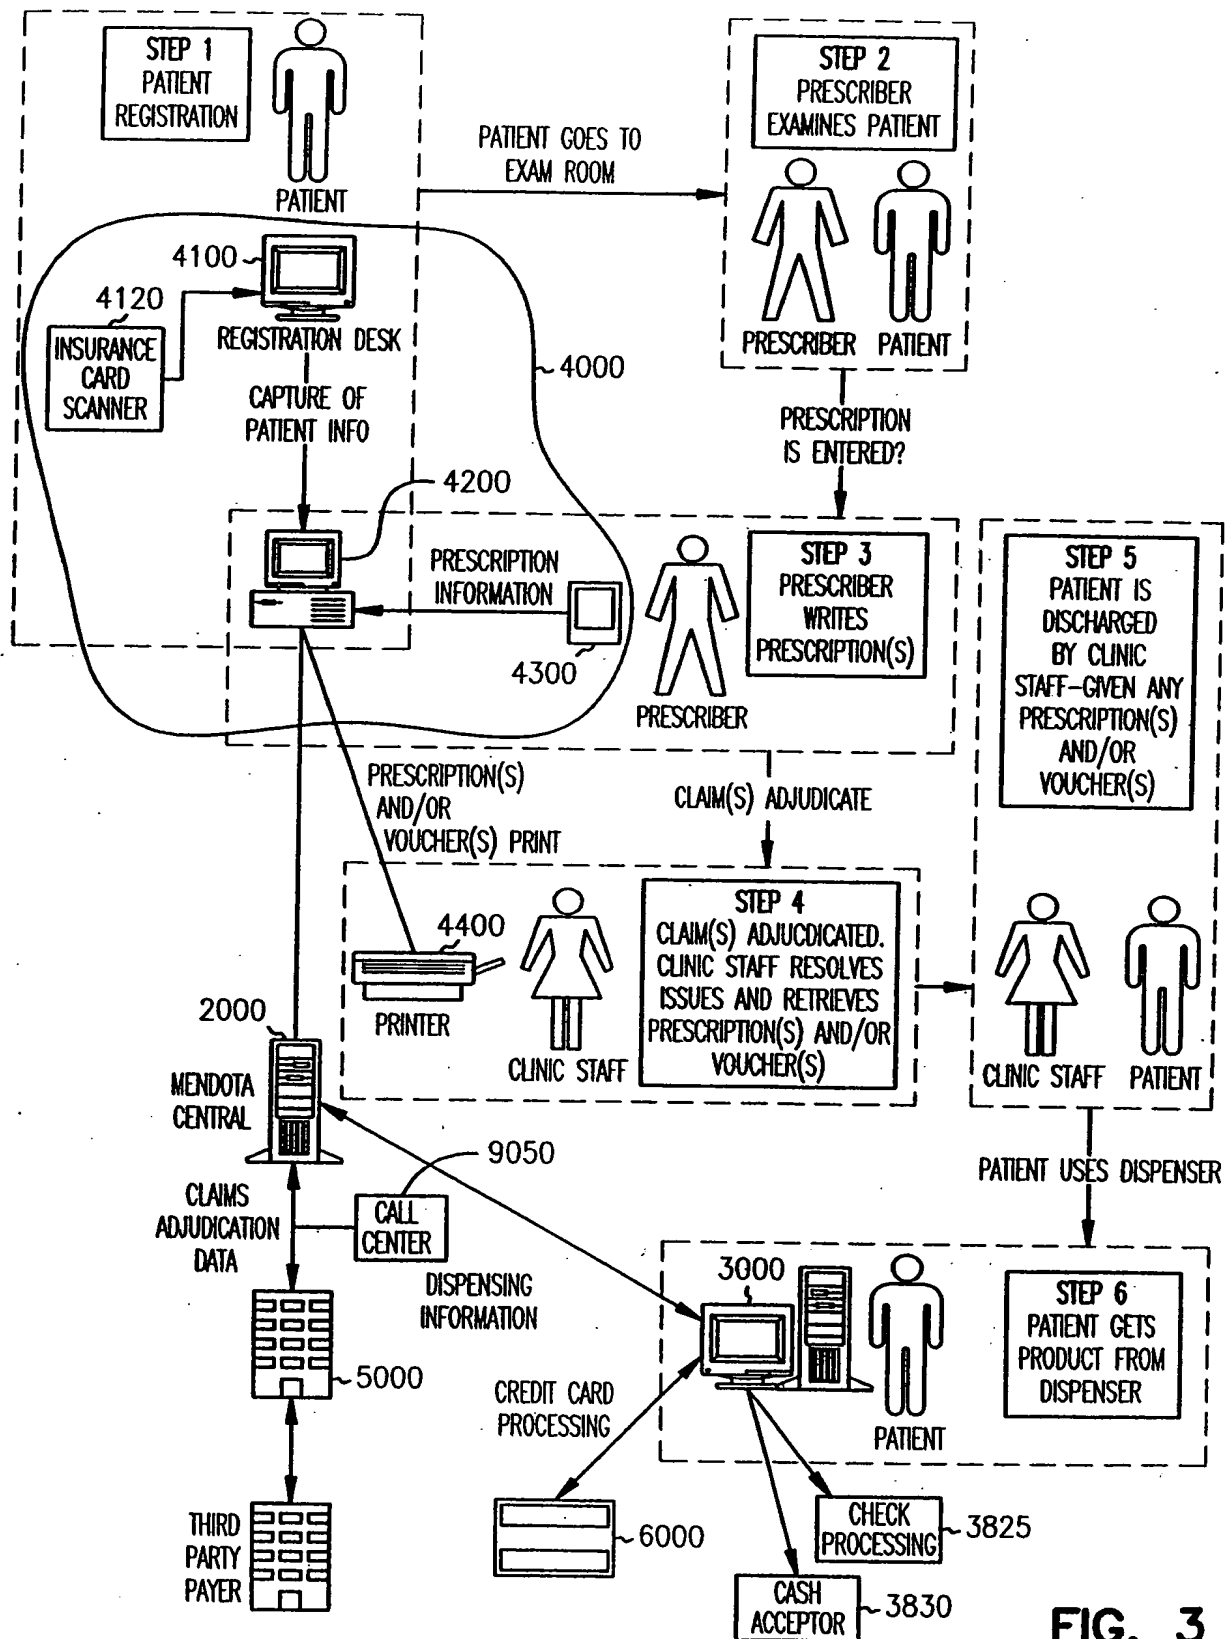 STEP 1
PATIENT
REGISTRATION
PATIENT
STEP 2
PRESCRIBER
EXAMINES PATIENT
PATIENT GOES TO
EXAM ROOM
PRESCRIBER
PATIENT
4100
4120
INSURANCE
CARD
SCANNER
REGISTRATION DESK
4000
CAPTURE OF
PATIENT INFO
PRESCRIPTION
IS ENTERED?
4200
PRESCRIPTION
INFORMATION
4300
PRESCRIBER
STEP 3
PRESCRIBER
WRITES
PRESCRIPTION(S)
STEP 5
PATIENT IS
DISCHARGED
BY CLINIC
STAFF-GIVEN ANY
PRESCRIPTION(S)
AND/OR
VOUCHER(S)
PRESCRIPTION(S)
AND/OR
VOUCHER(S) PRINT
CLAIM(S) ADJUDICATE
4400
PRINTER
CLINIC STAFF
STEP 4
CLAIM(S) ADJUCDICATED.
CLINIC STAFF RESOLVES
ISSUES AND RETRIEVES
PRESCRIPTION(S) AND/OR
VOUCHER(S)
CLINIC STAFF
PATIENT
2000
MENDOTA
CENTRAL
9050
CLAIMS
ADJUDICATION
DATA
CALL
CENTER
PATIENT USES DISPENSER
DISPENSING
INFORMATION
3000
STEP 6
PATIENT GETS
PRODUCT FROM
DISPENSER
5000
CREDIT CARD
PROCESSING
PATIENT
THIRD
PARTY
PAYER
6000
CHECK
PROCESSING
3825
CASH
ACCEPTOR
3830
FIG. 3